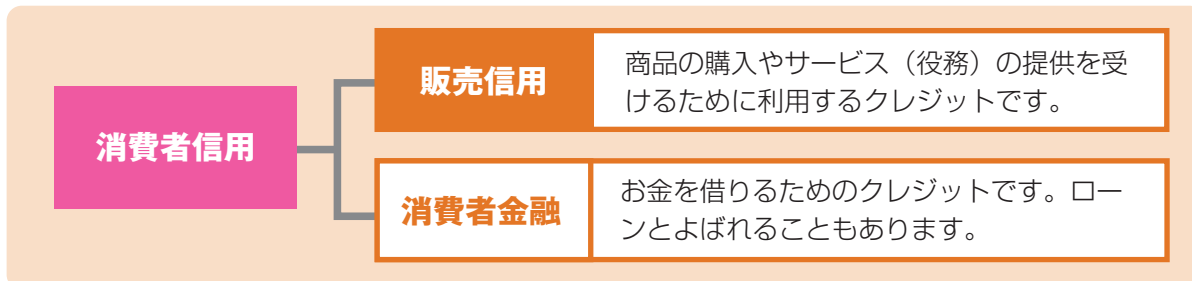 消費者信用
販売信用
商品の購入やサービス（役務）の提供を受
けるために利用するクレジットです。
消費者金融
お金を借りるためのクレジットです。ロー
ンとよばれることもあります。